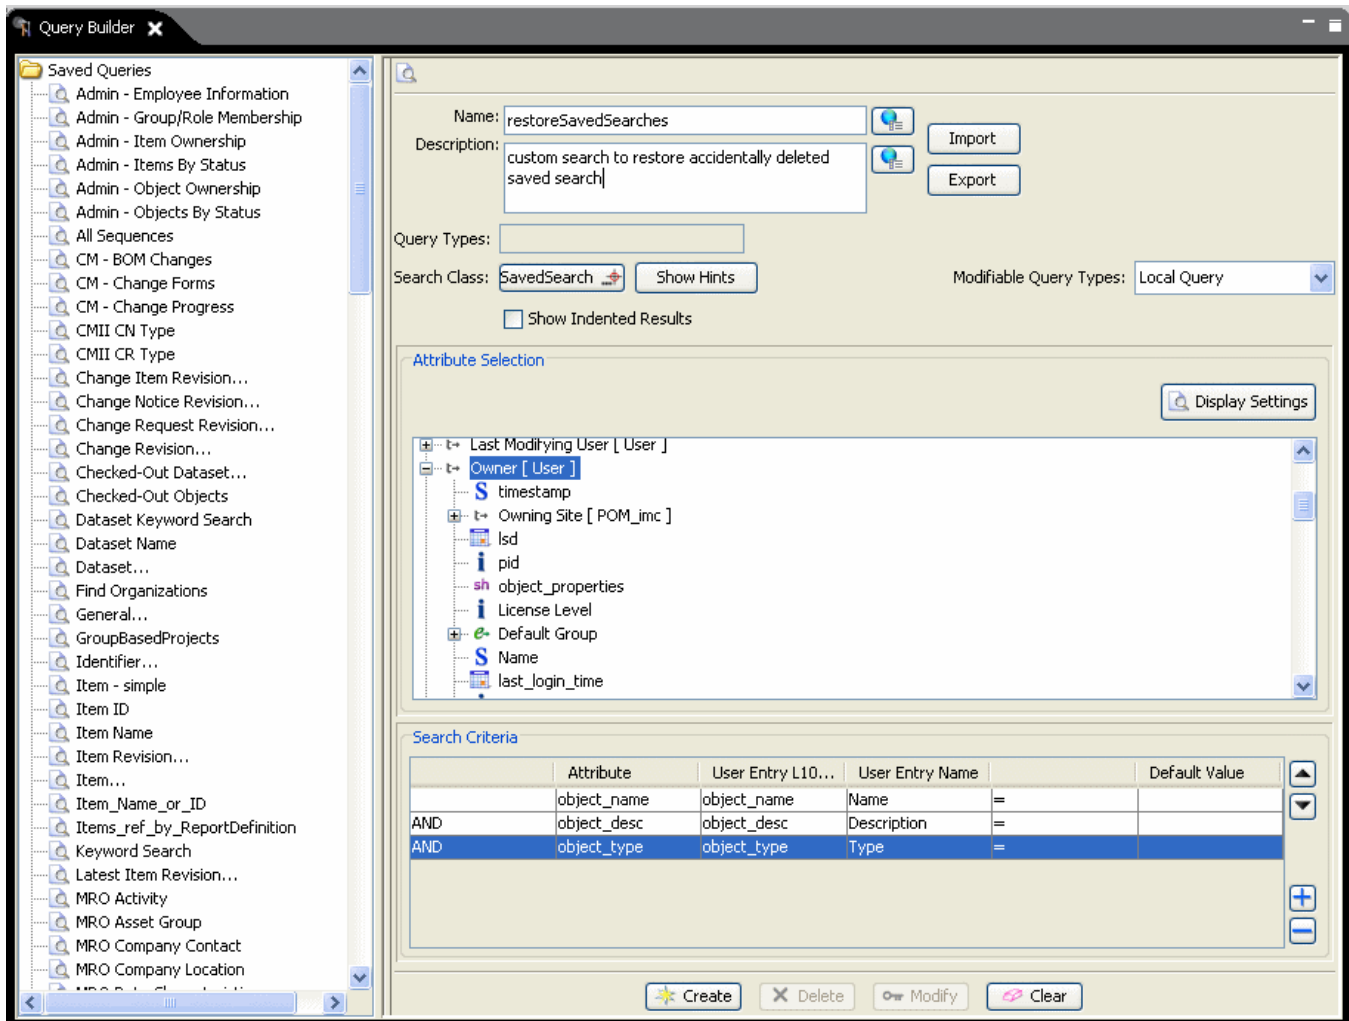 Query Builder
Saved Queries
Admin - Employee Information
Admin - Group/Role Membership
Admin - Item Ownership
Admin - Items By Status
Admin - Object Ownership
Admin - Objects By Status
All Sequences
CM - BOM Changes
CM - Change Forms
CM - Change Progress
CMII CN Type
CMII CR Type
Change Item Revision...
Change Notice Revision...
Change Request Revision...
Change Revision...
Checked-Out Dataset...
Checked-Out Objects
Dataset Keyword Search
Dataset Name
Dataset...
Find Organizations
General...
GroupBasedProjects
Identifier...
Item - simple
Item ID
Item Name
Item Revision...
Item...
Item_Name_or_ID
Items_ref_by_ReportDefinition
Keyword Search
Latest Item Revision...
MRO Activity
MRO Asset Group
MRO Company Contact
MRO Company Location
Name: restoreSavedSearches
Import
Description: custom search to restore accidentally deleted
saved search
Export
Query Types:
Search Class: SavedSearch Show Hints Modifiable Query Types: Local Query
Show Indented Results
Attribute Selection
Display Settings
Last Modifying User [ User ]
Owner [ User ]
S timestamp
Owning Site [ POM_imc ]
lsd
i pid
sh object_properties
i License Level
Default Group
S Name
last_login_time
Search Criteria
Attribute User Entry L10... User Entry Name Default Value
object_name object_name Name =
AND object_desc object_desc Description =
AND object_type object_type Type =
Create Delete Modify Clear